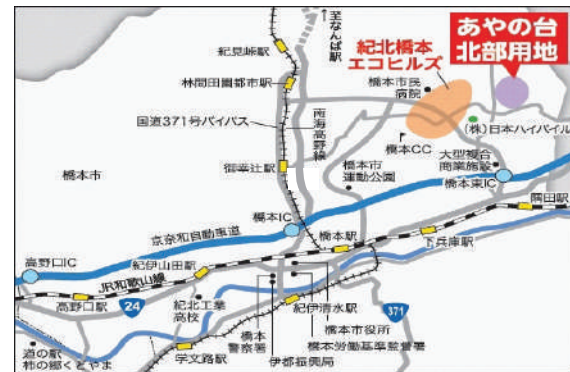 至なんば駅
あやの台
北部用地
紀見峠駅
紀北橋本
エコヒルズ
林間田園都市駅
橋本市民
病院
国道371号バイパス
南海高野線
(株)日本ハイパイル
橋本CC
御幸辻駅
橋本市
運動公園
大型複合
商業施設
橋本東IC
橋本市
隅田駅
京奈和自動車道
橋本IC
橋本駅
下兵庫駅
高野口IC
紀伊山田駅
JR和歌山線
高野口駅
24
紀北工業
高校
紀伊清水駅
371
橋本市役所
橋本
警察署
橋本労働基準監督署
伊都振興局
学文路駅
道の駅
柿の郷くどやま